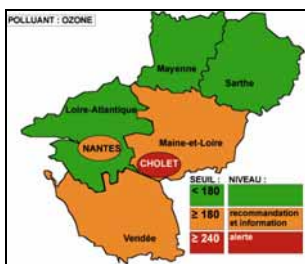 POLLUANT : OZONE
Mayenne
Sarthe
Loire-Atlantique
NANTES
Maine-et-Loire
CHOLET
Vendée
SEUIL : NIVEAU :
< 180
≥ 180 recommandation
et information
≥ 240 alerte